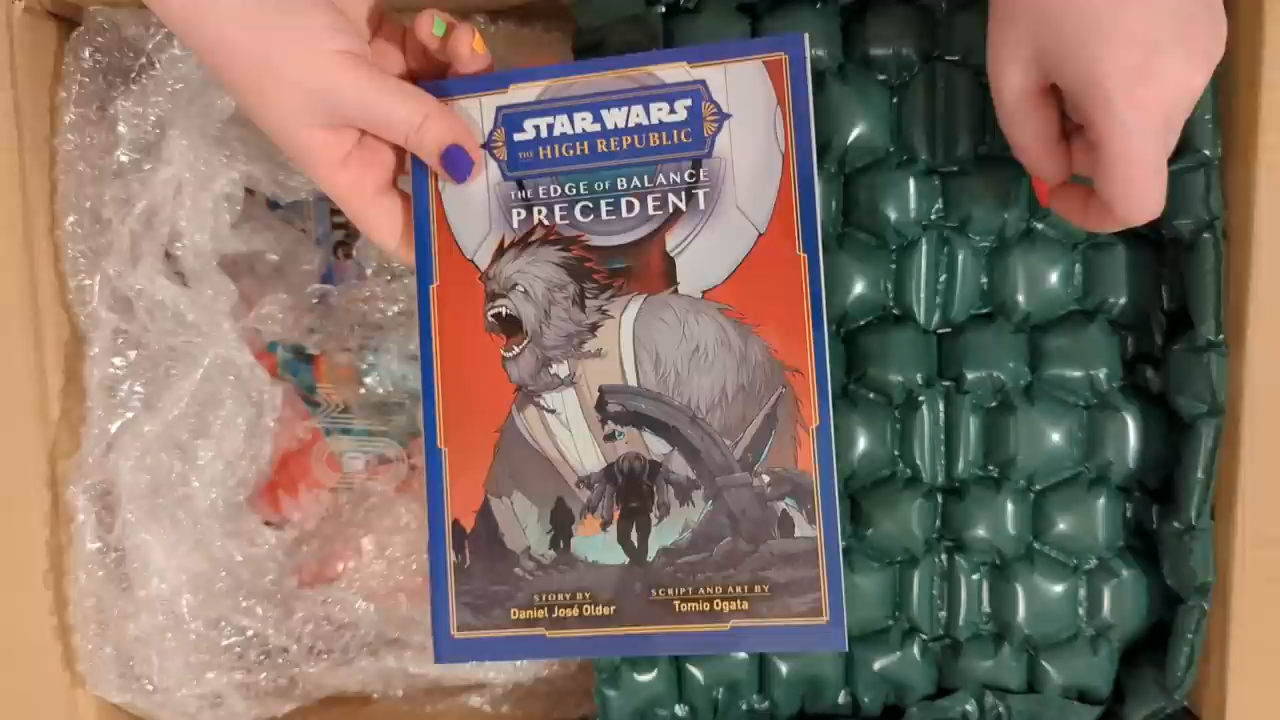 STAR WARS
THE HIGH REPUBLIC
THE EDGE OF BALANCE
PRECEDENT
STORY BY
Daniel José Older
SCRIPT AND ART BY
Tomio Ogata